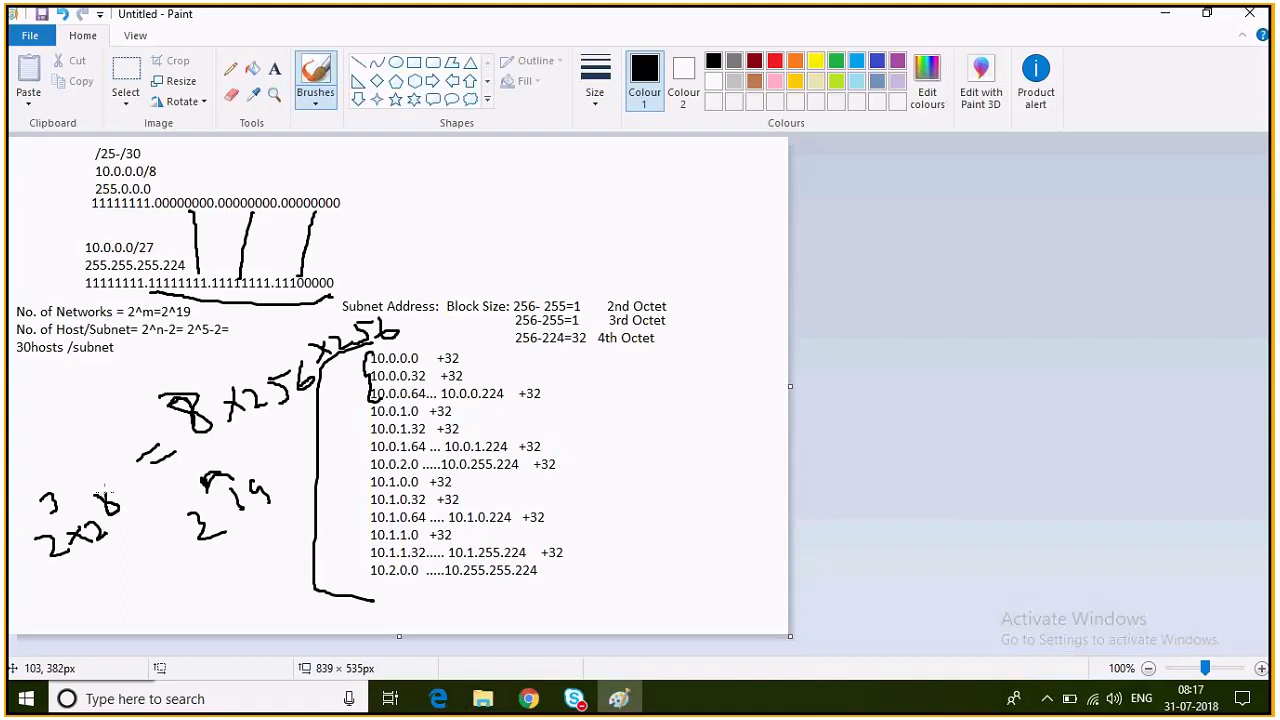 Untitled - Paint
File Home View
Cut
Copy
Paste
Clipboard
Crop
Resize
Rotate
Select
Image
A
Tools
Brushes
Outline
Fill
Shapes
Size
Colour 1
Colour 2
Edit colours
Colours
Edit with Paint 3D
Product alert
/25-/30
10.0.0.0/8
255.0.0.0
11111111.00000000.00000000.00000000
10.0.0.0/27
255.255.255.224
11111111.11111111.11111111.11100000
No. of Networks = 2^m=2^19
No. of Host/Subnet= 2^n-2= 2^5-2=
30hosts /subnet
Subnet Address: Block Size: 256- 255=1 2nd Octet
256-255=1 3rd Octet
256-224=32 4th Octet
10.0.0.0 +32
10.0.0.32 +32
10.0.0.64... 10.0.0.224 +32
10.0.1.0 +32
10.0.1.32 +32
10.0.1.64 ... 10.0.1.224 +32
10.0.2.0 .....10.0.255.224 +32
10.1.0.0 +32
10.1.0.32 +32
10.1.0.64 .... 10.1.0.224 +32
10.1.1.0 +32
10.1.1.32..... 10.1.255.224 +32
10.2.0.0 .....10.255.255.224
8 x256 x256
=
2 19
2 3 x2 8
Activate Windows
Go to Settings to activate Windows.
103, 382px
839 × 535px
100%
Type here to search
ENG
08:17
31-07-2018